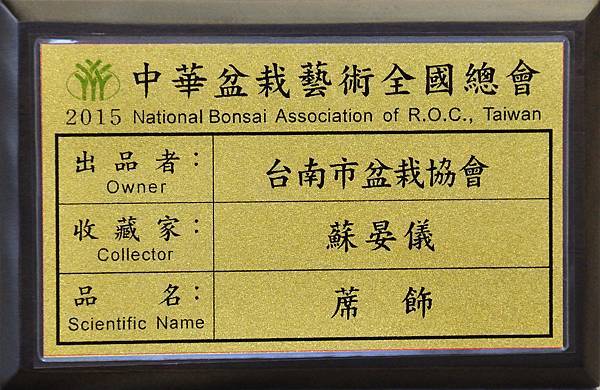 中華盆栽藝術全國總會
2015 National Bonsai Association of R.O.C., Taiwan
出品者： 台南市盆栽協會
Owner
收藏家： 蘇晏儀
Collector
品名： 蓆飾
Scientific Name